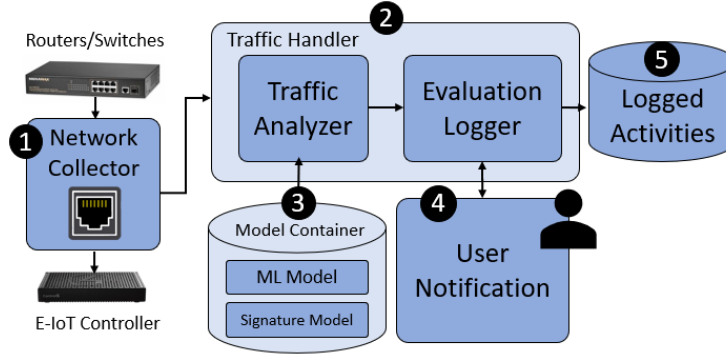 Routers/Switches
1
Network
Collector
E-IoT Controller
2
Traffic Handler
Traffic
Analyzer
Evaluation
Logger
3
Model Container
ML Model
Signature Model
4
User
Notification
5
Logged
Activities